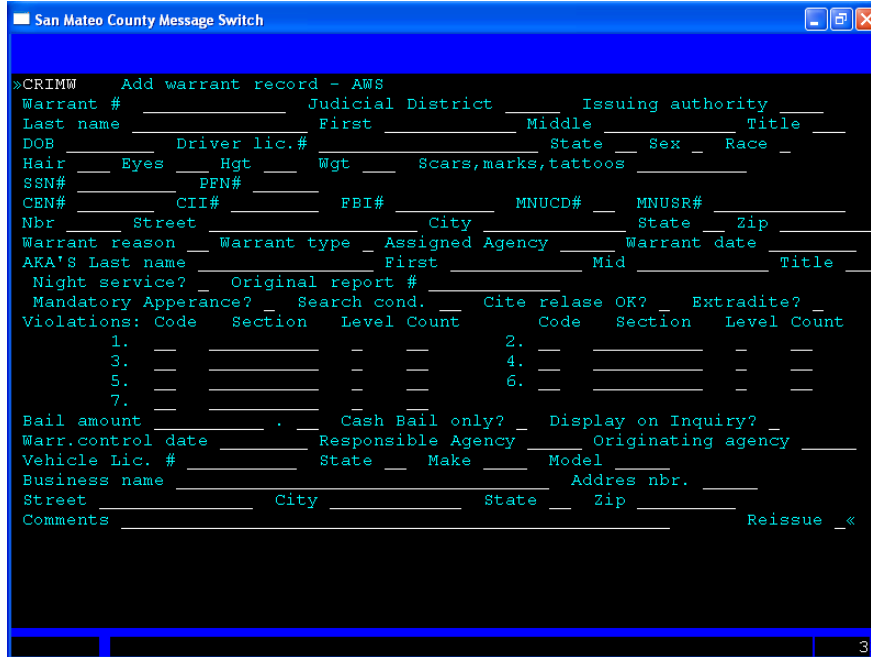 San Mateo County Message Switch
»CRIMW Add warrant record - AWS
Warrant # Judicial District Issuing authority
Last name First Middle Title
DOB Driver lic.# State Sex Race
Hair Eyes Hgt Wgt Scars,marks,tattoos
SSN# PFN#
CEN# CII# FBI# MNUCD# MNUSR#
Nbr Street City State Zip
Warrant reason Warrant type Assigned Agency Warrant date
AKA'S Last name First Mid Title
Night service? Original report #
Mandatory Apperance? Search cond. Cite relase OK? Extradite?
Violations: Code Section Level Count Code Section Level Count
1. 2.
3. 4.
5. 6.
7.
Bail amount . Cash Bail only? Display on Inquiry?
Warr.control date Responsible Agency Originating agency
Vehicle Lic. # State Make Model
Business name Addres nbr.
Street City State Zip
Comments Reissue «
3